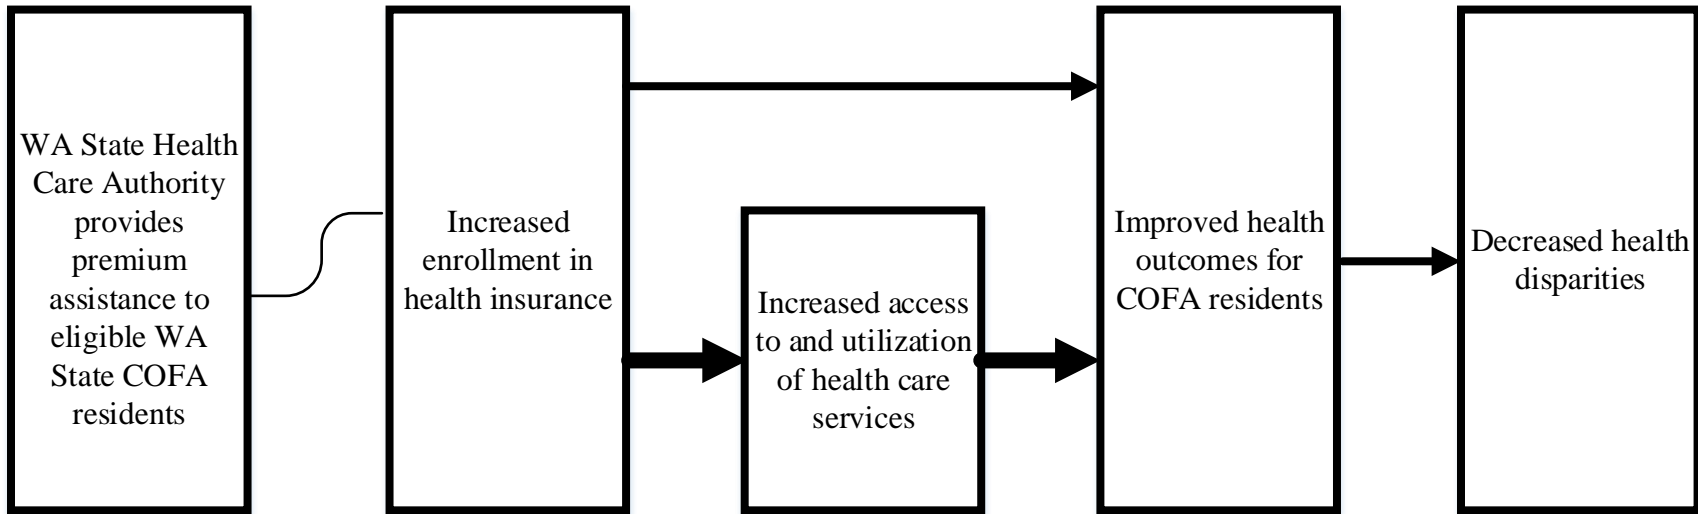 WA State Health
Care Authority
provides
premium
assistance to
eligible WA
State COFA
residents
Increased
enrollment in
health insurance
Increased access
to and utilization
of health care
services
Improved health
outcomes for
COFA residents
Decreased health
disparities